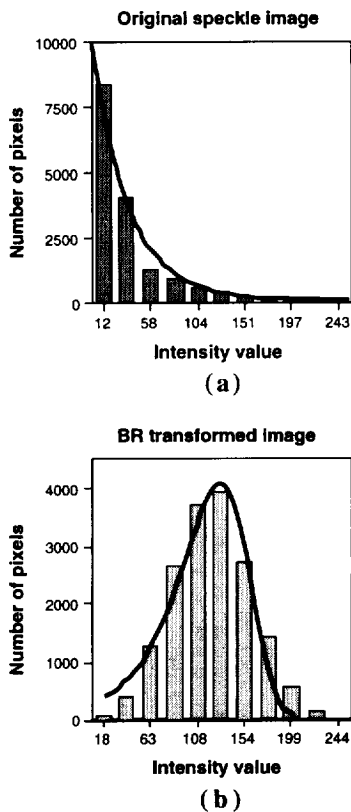 Original speckle image
10000
7500
5000
2500
0
Number of pixels
12 58 104 151 197 243
Intensity value
(a)
BR transformed image
4000
3000
2000
1000
0
Number of pixels
18 63 108 154 199 244
Intensity value
(b)